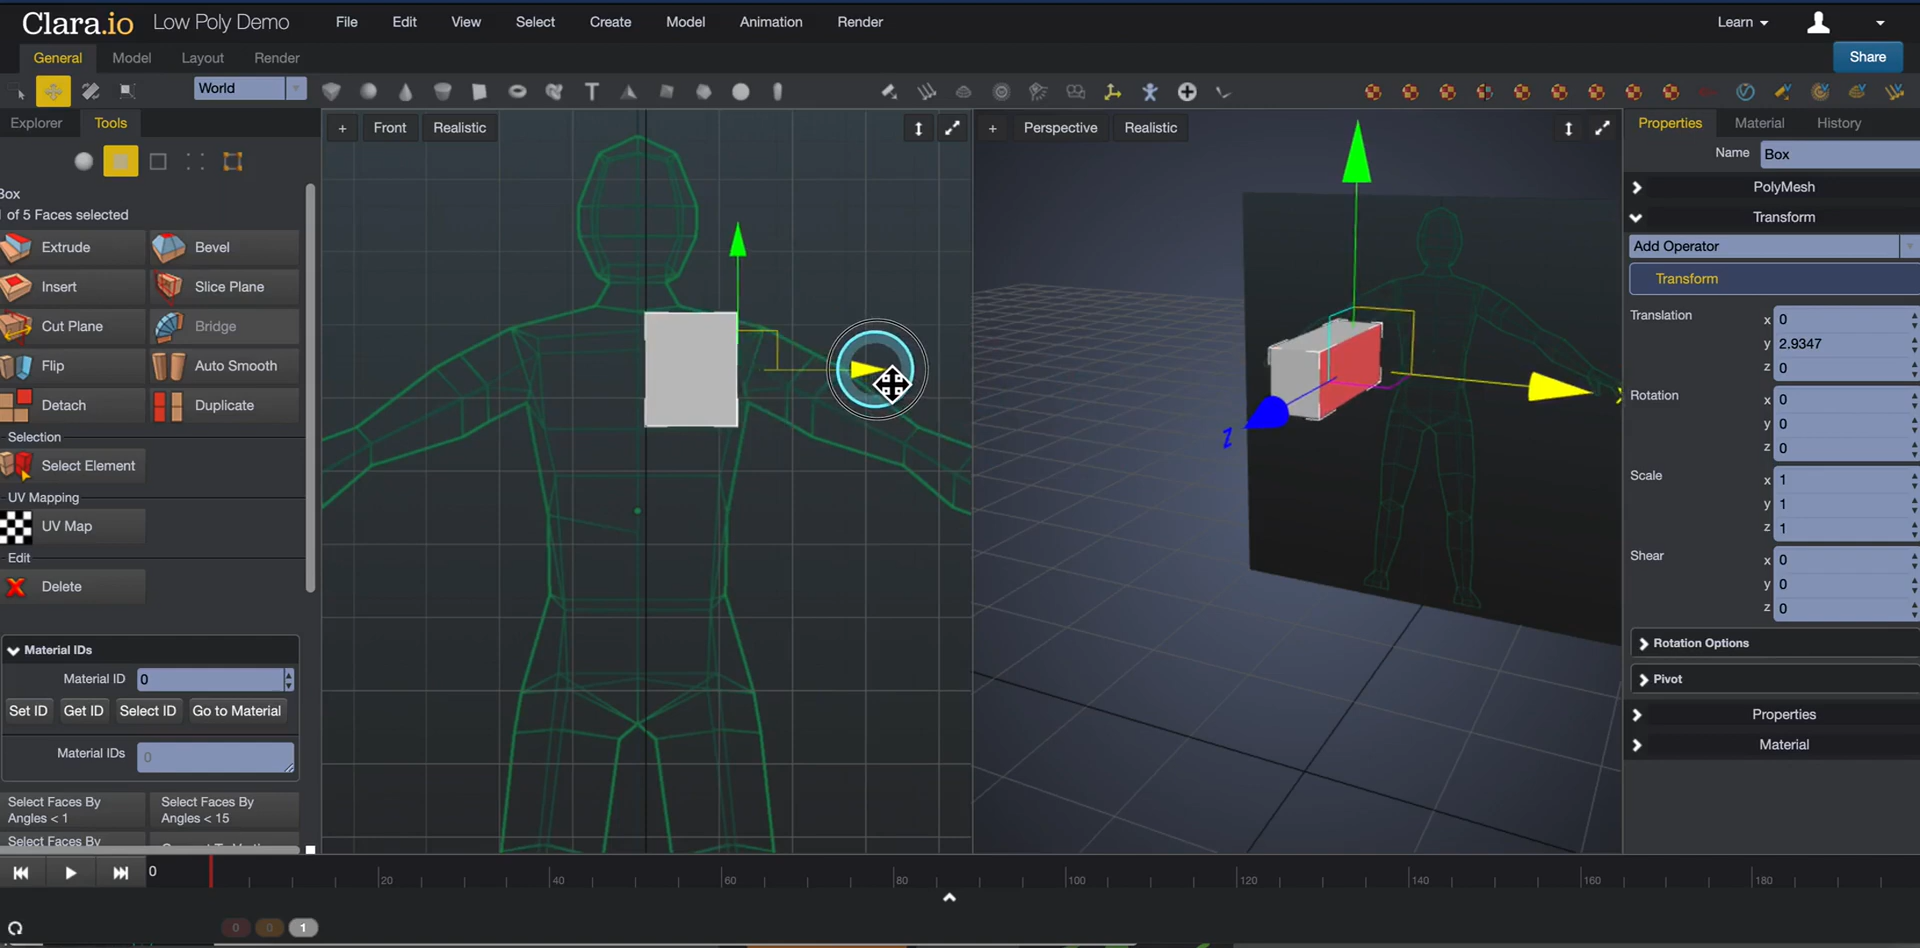 Clara.io Low Poly Demo File Edit View Select Create Model Animation Render Learn
General Model Layout Render Share
World
Explorer Tools + Front Realistic + Perspective Realistic Properties Material History
Name Box
Box
of 5 Faces selected
Extrude Bevel
Insert Slice Plane
Cut Plane Bridge
Flip Auto Smooth
Detach Duplicate
Selection
Select Element
UV Mapping
UV Map
Edit
Delete
Material IDs
Material ID 0
Set ID Get ID Select ID Go to Material
Material IDs 0
Select Faces By Angles < 1
Select Faces By Angles < 15
Select Faces By
z
PolyMesh
Transform
Add Operator
Transform
Translation x 0
y 2.9347
z 0
Rotation x 0
y 0
z 0
Scale x 1
y 1
z 1
Shear x 0
y 0
z 0
Rotation Options
Pivot
Properties
Material
0 20 40 60 80 100 120 140 160 180
0 0 1